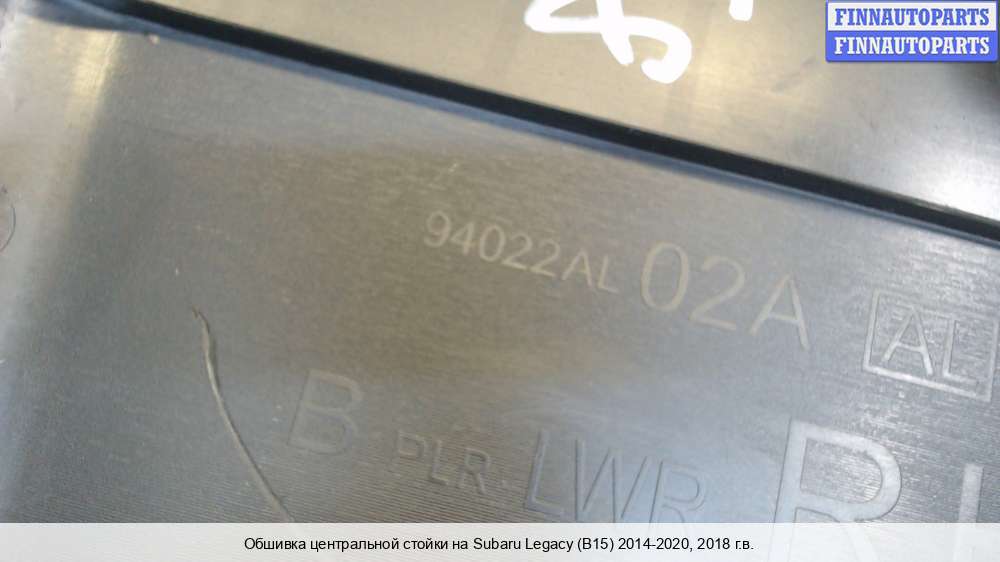 FINNAUTOPARTS
FINNAUTOPARTS
94022AL 02A
AL
B PLR LWR R
Обшивка центральной стойки на Subaru Legacy (B15) 2014-2020, 2018 г.в.